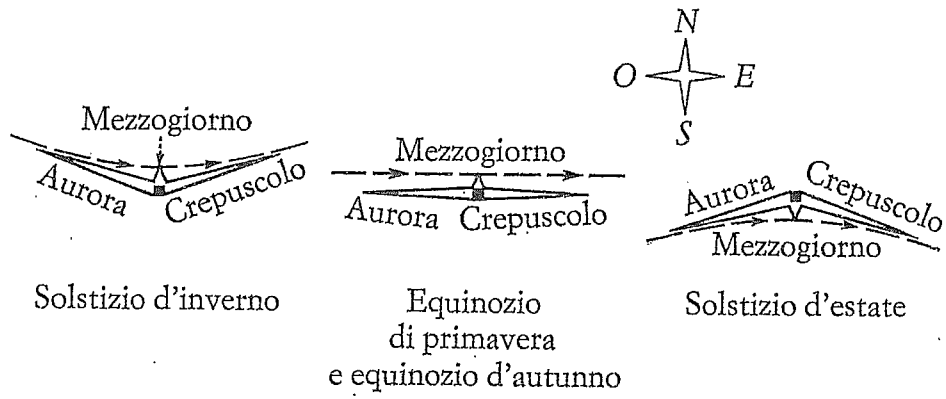 N
O E
S
Mezzogiorno
Aurora Crepuscolo
Solstizio d'inverno
Mezzogiorno
Aurora Crepuscolo
Equinozio
di primavera
e equinozio d'autunno
Aurora Crepuscolo
Mezzogiorno
Solstizio d'estate